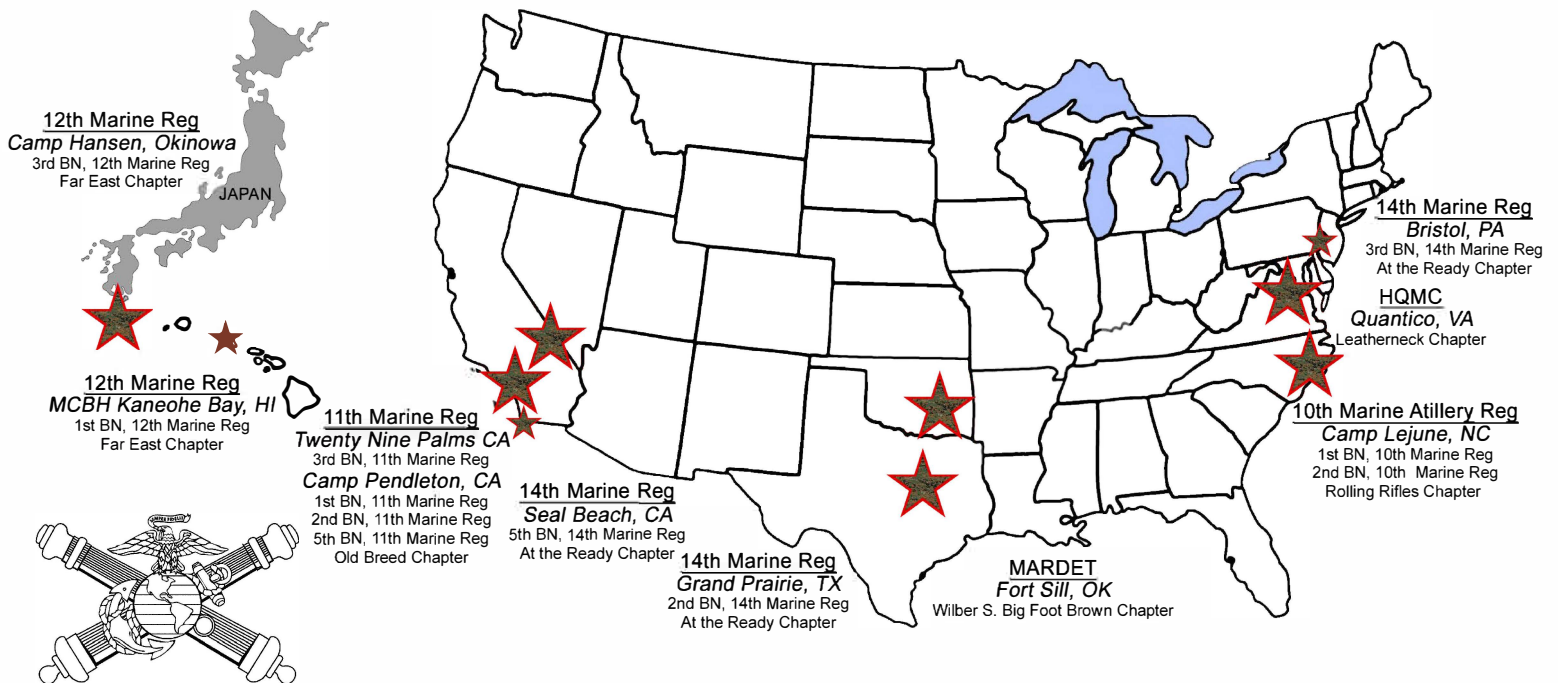 12th Marine Reg
Camp Hansen, Okinowa
3rd BN, 12th Marine Reg
Far East Chapter
JAPAN
12th Marine Reg
MCBH Kaneohe Bay, HI
1st BN, 12th Marine Reg
Far East Chapter
11th Marine Reg
Twenty Nine Palms CA
3rd BN, 11th Marine Reg
Camp Pendleton, CA
1st BN, 11th Marine Reg
2nd BN, 11th Marine Reg
5th BN, 11th Marine Reg
Old Breed Chapter
14th Marine Reg
Seal Beach, CA
5th BN, 14th Marine Reg
At the Ready Chapter
14th Marine Reg
Grand Prairie, TX
2nd BN, 14th Marine Reg
At the Ready Chapter
MARDET
Fort Sill, OK
Wilber S. Big Foot Brown Chapter
14th Marine Reg
Bristol, PA
3rd BN, 14th Marine Reg
At the Ready Chapter
HQMC
Quantico, VA
Leatherneck Chapter
10th Marine Atillery Reg
Camp Lejune, NC
1st BN, 10th Marine Reg
2nd BN, 10th Marine Reg
Rolling Rifles Chapter